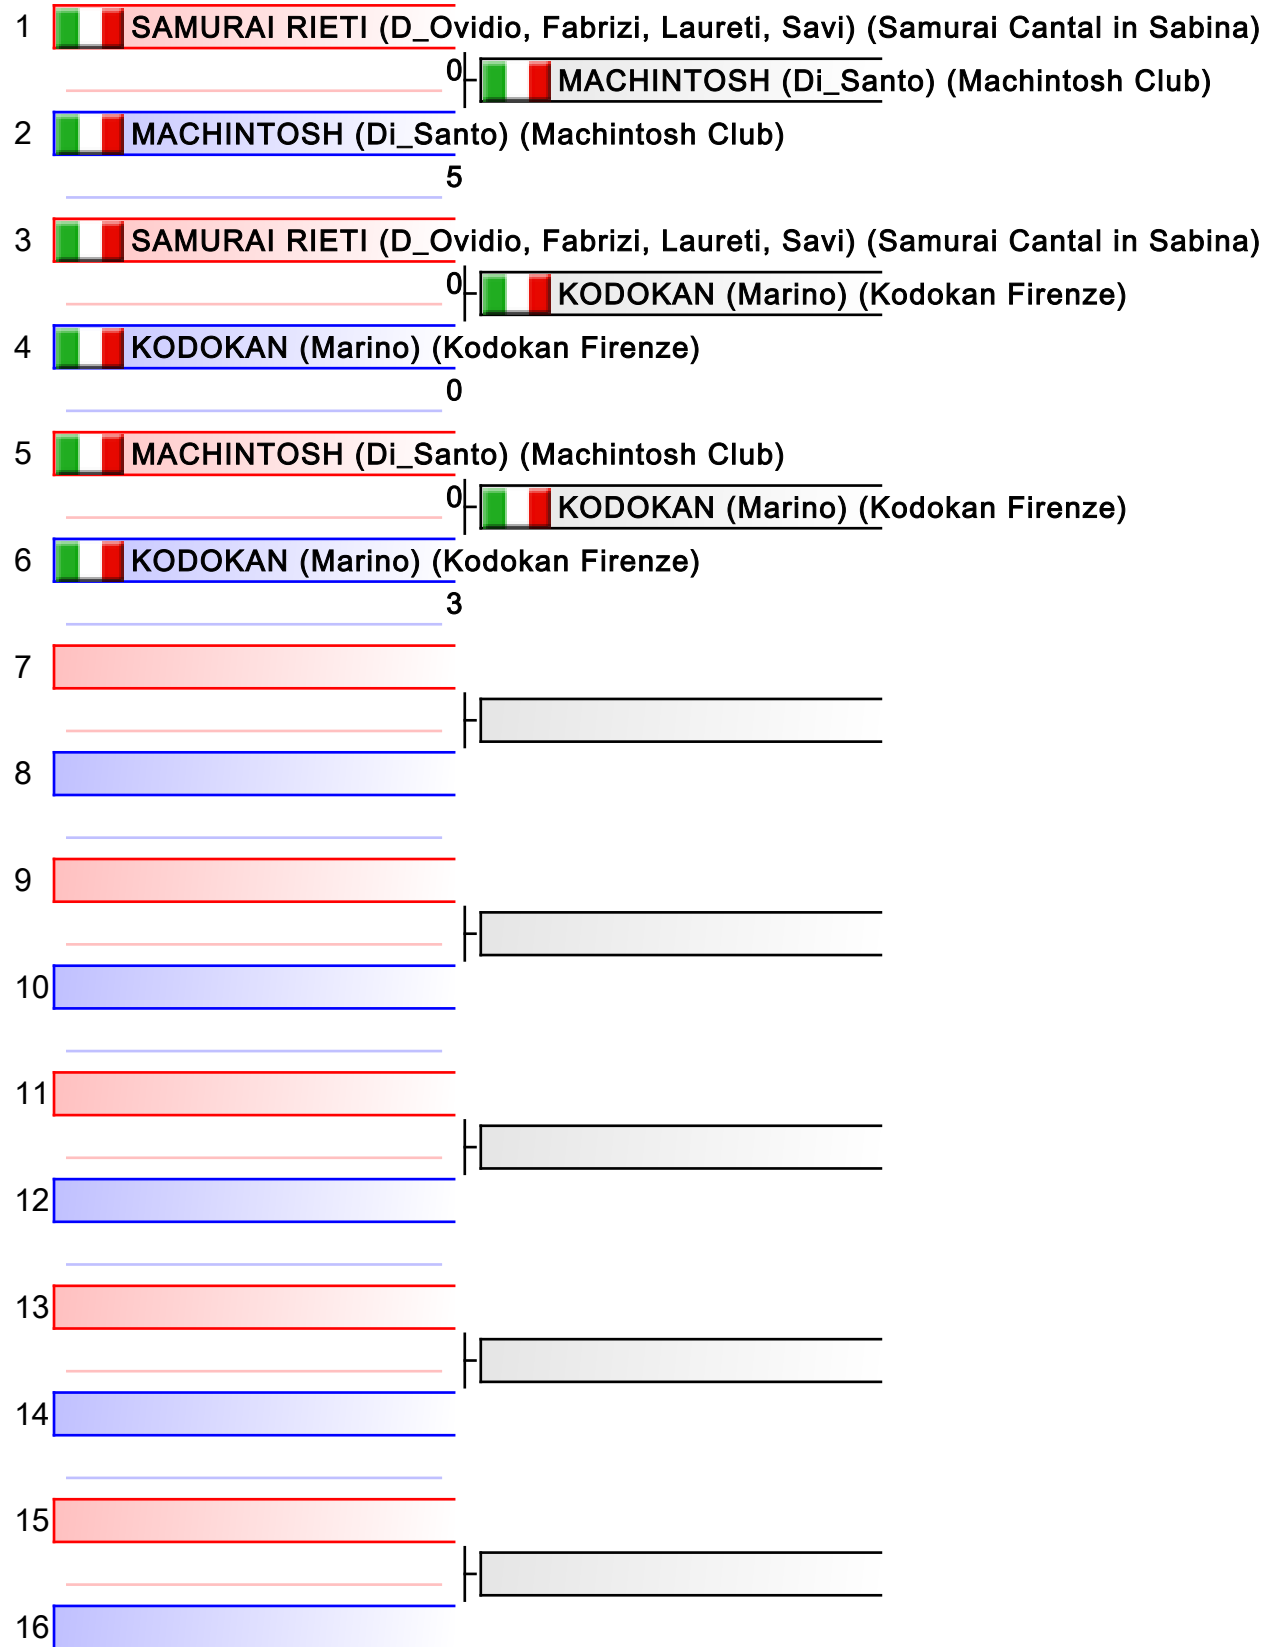 1 SAMURAI RIETI (D_Ovidio, Fabrizi, Laureti, Savi) (Samurai Cantal in Sabina)
0 MACHINTOSH (Di_Santo) (Machintosh Club)
2 MACHINTOSH (Di_Santo) (Machintosh Club)
5
3 SAMURAI RIETI (D_Ovidio, Fabrizi, Laureti, Savi) (Samurai Cantal in Sabina)
0 KODOKAN (Marino) (Kodokan Firenze)
4 KODOKAN (Marino) (Kodokan Firenze)
0
5 MACHINTOSH (Di_Santo) (Machintosh Club)
0 KODOKAN (Marino) (Kodokan Firenze)
6 KODOKAN (Marino) (Kodokan Firenze)
3
7
8
9
10
11
12
13
14
15
16